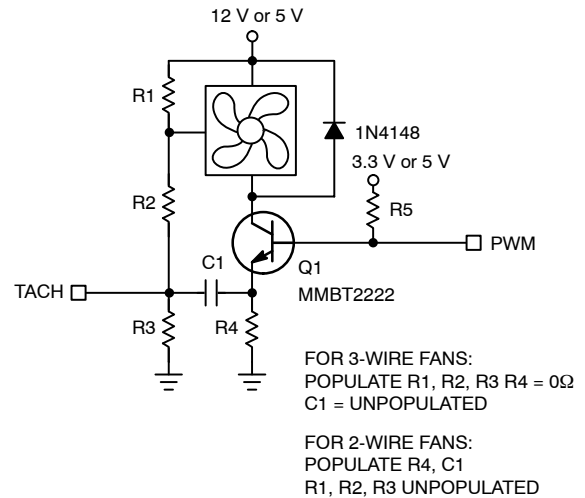 12 V or 5 V
R1
1N4148
3.3 V or 5 V
R2
R5
PWM
C1
Q1
TACH
MMBT2222
R3
R4
FOR 3-WIRE FANS:
POPULATE R1, R2, R3 R4 = 0Ω
C1 = UNPOPULATED
FOR 2-WIRE FANS:
POPULATE R4, C1
R1, R2, R3 UNPOPULATED